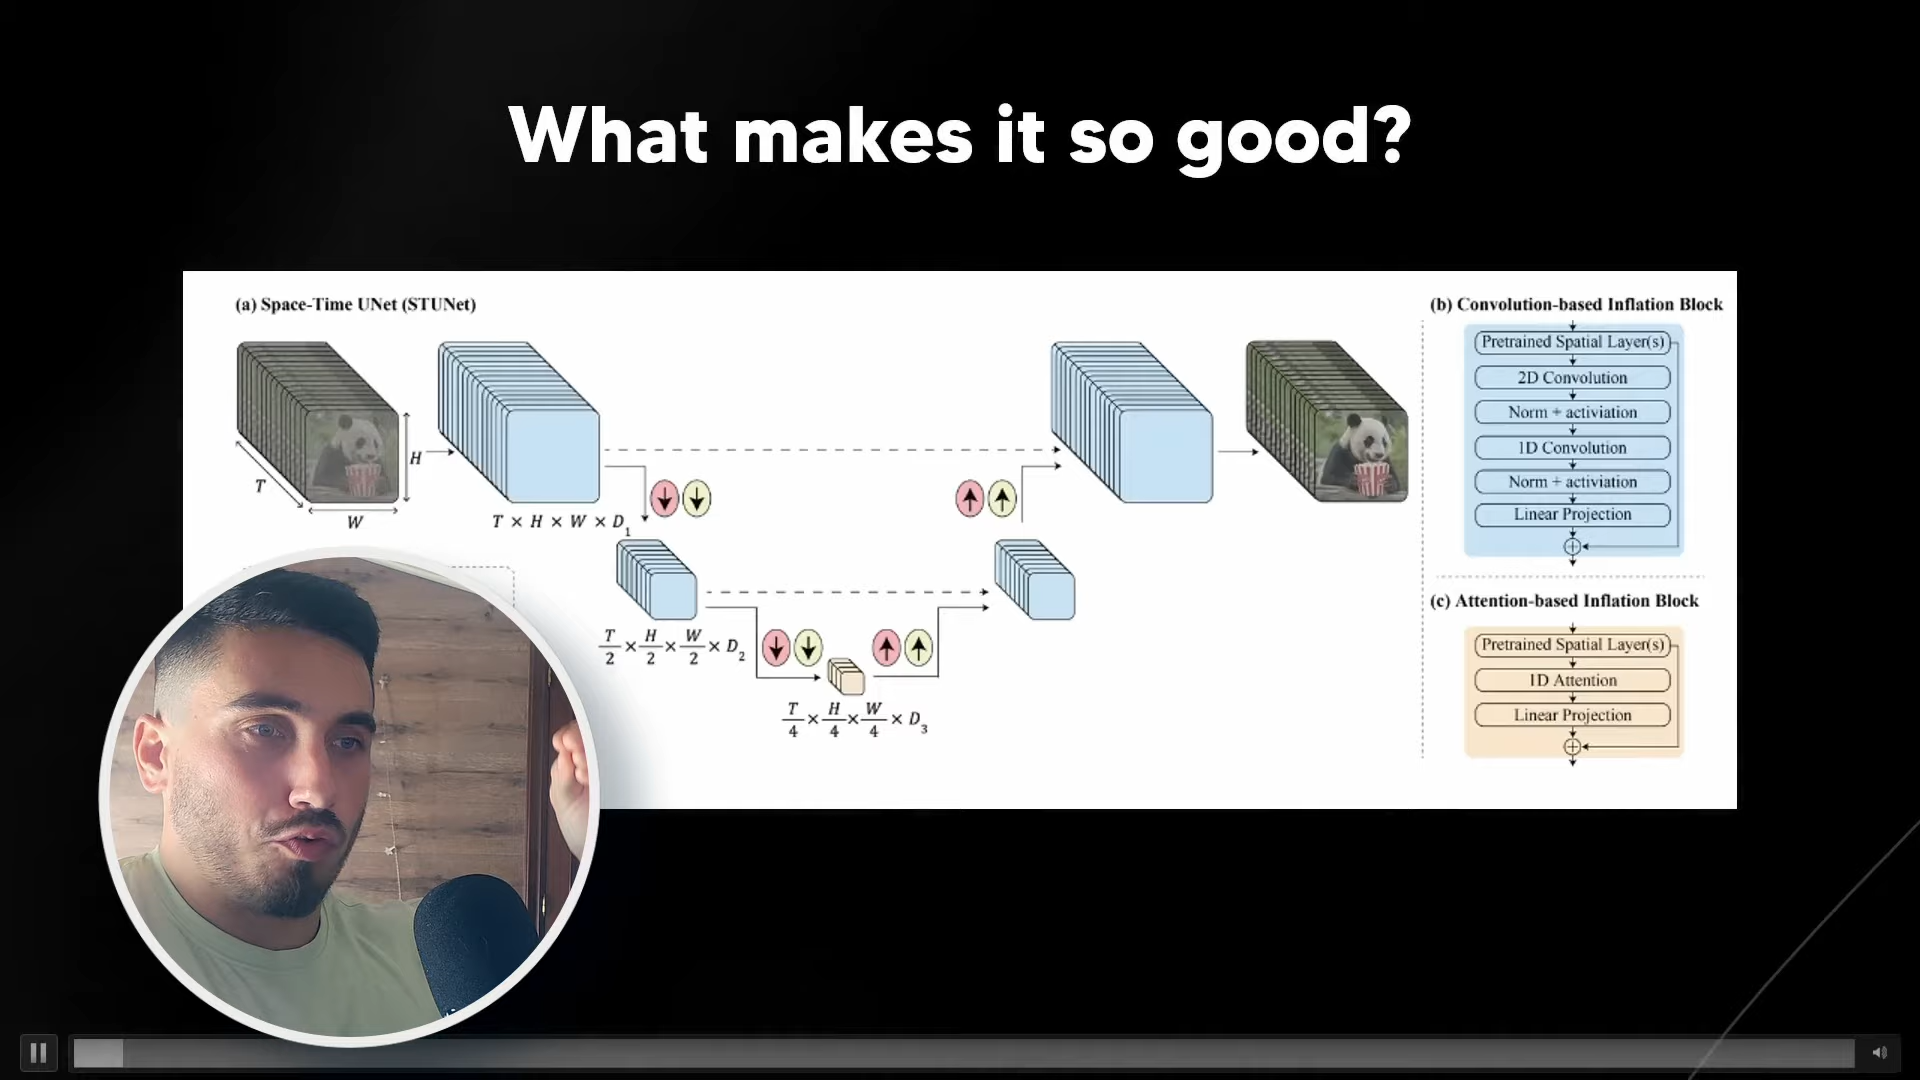 What makes it so good?
(a) Space-Time UNet (STUNet)
T
H
W
T × H × W × D1
T/2 × H/2 × W/2 × D2
T/4 × H/4 × W/4 × D3
(b) Convolution-based Inflation Block
Pretrained Spatial Layer(s)
2D Convolution
Norm + activiation
1D Convolution
Norm + activiation
Linear Projection
(c) Attention-based Inflation Block
Pretrained Spatial Layer(s)
1D Attention
Linear Projection